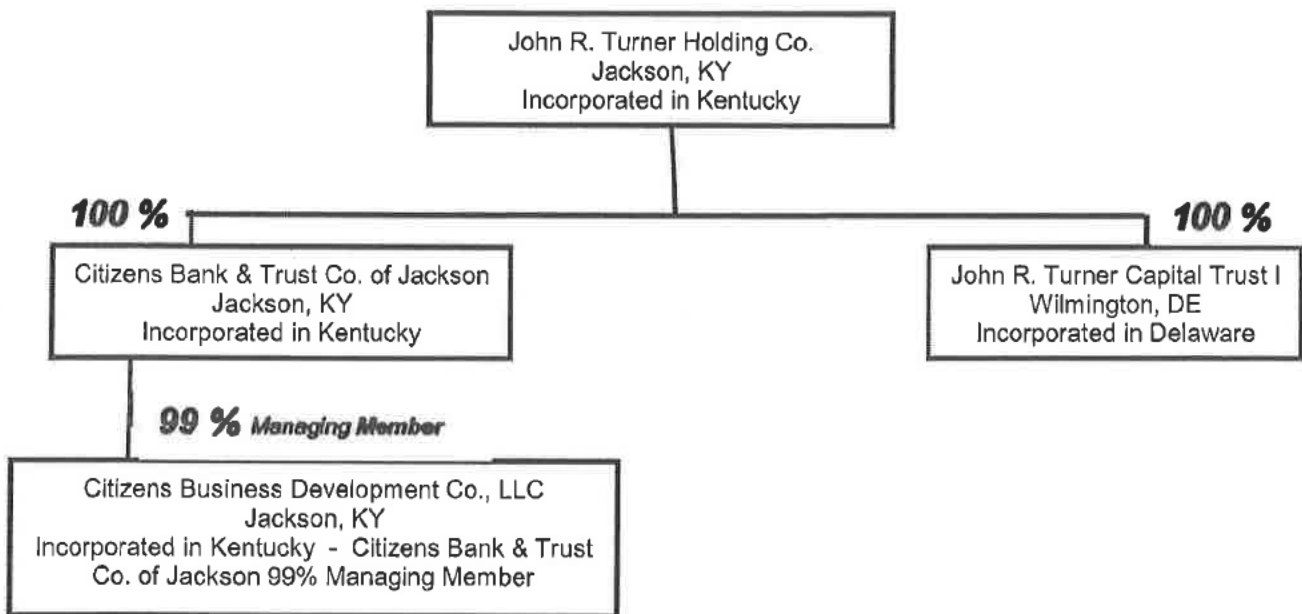 John R. Turner Holding Co.
Jackson, KY
Incorporated in Kentucky
100 %
100 %
Citizens Bank & Trust Co. of Jackson
Jackson, KY
Incorporated in Kentucky
John R. Turner Capital Trust I
Wilmington, DE
Incorporated in Delaware
99 % Managing Member
Citizens Business Development Co., LLC
Jackson, KY
Incorporated in Kentucky - Citizens Bank & Trust
Co. of Jackson 99% Managing Member